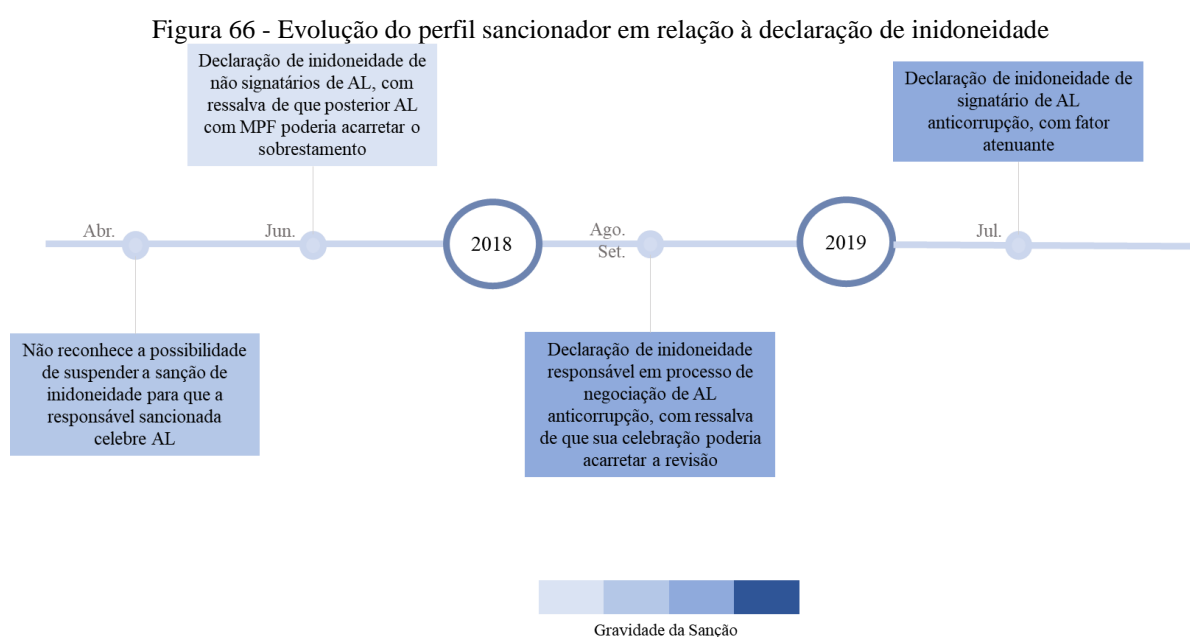 Figura 66 - Evolução do perfil sancionador em relação à declaração de inidoneidade
Declaração de inidoneidade de
não signatários de AL, com
ressalva de que posterior AL
com MPF poderia acarretar o
sobrestamento
Declaração de inidoneidade de
signatário de AL
anticorrupção, com fator
atenuante
Abr.
Jun.
2018
Ago.
Set.
2019
Jul.
Não reconhece a possibilidade
de suspender a sanção de
inidoneidade para que a
responsável sancionada
celebre AL
Declaração de inidoneidade
responsável em processo de
negociação de AL
anticorrupção, com ressalva
de que sua celebração poderia
acarretar a revisão
Gravidade da Sanção